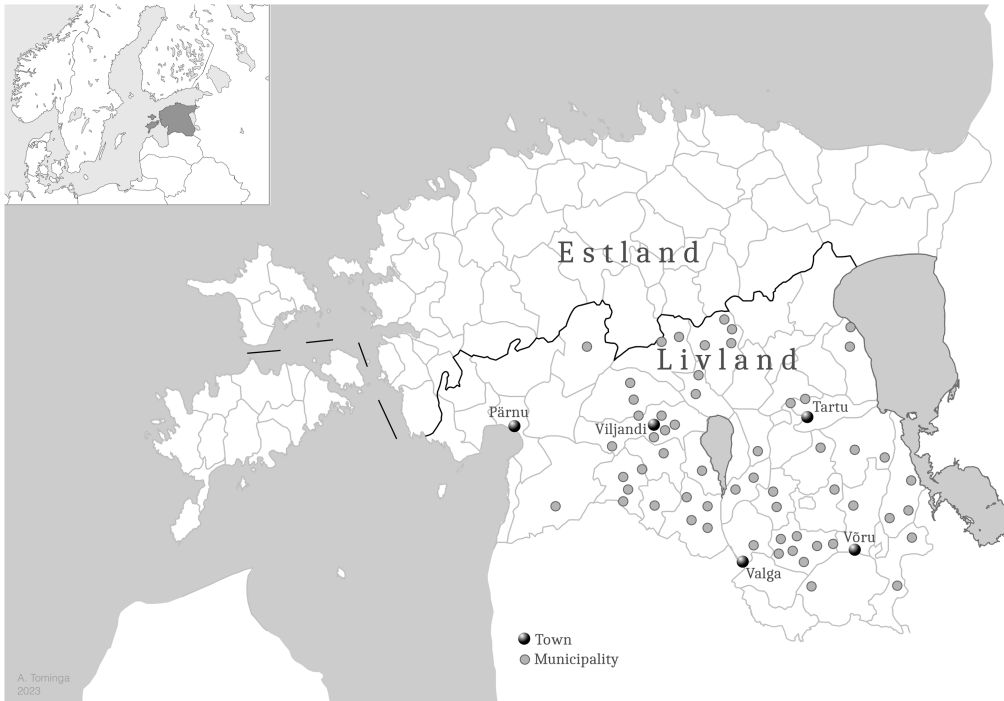 Estland
Livland
Pärnu
Viljandi
Tartu
Võru
Valga
Town
Municipality
A. Tominga
2023